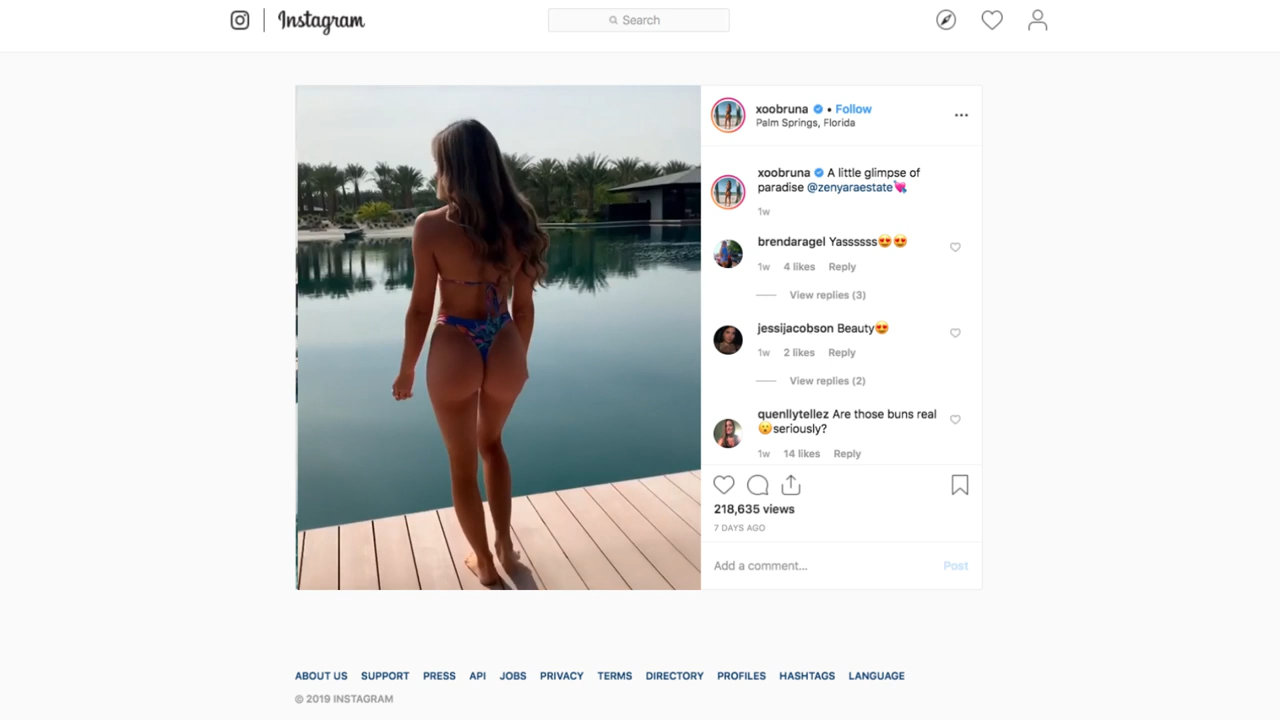 Instagram
Search
xoobruna • Follow
Palm Springs, Florida
xoobruna A little glimpse of
paradise @zenyaraestate💘
1w
brendaragel Yassssss😍😍
1w 4 likes Reply
View replies (3)
jessijacobson Beauty😍
1w 2 likes Reply
View replies (2)
quenllytellez Are those buns real
😮seriously?
1w 14 likes Reply
218,635 views
7 DAYS AGO
Add a comment... Post
ABOUT US SUPPORT PRESS API JOBS PRIVACY TERMS DIRECTORY PROFILES HASHTAGS LANGUAGE
© 2019 INSTAGRAM